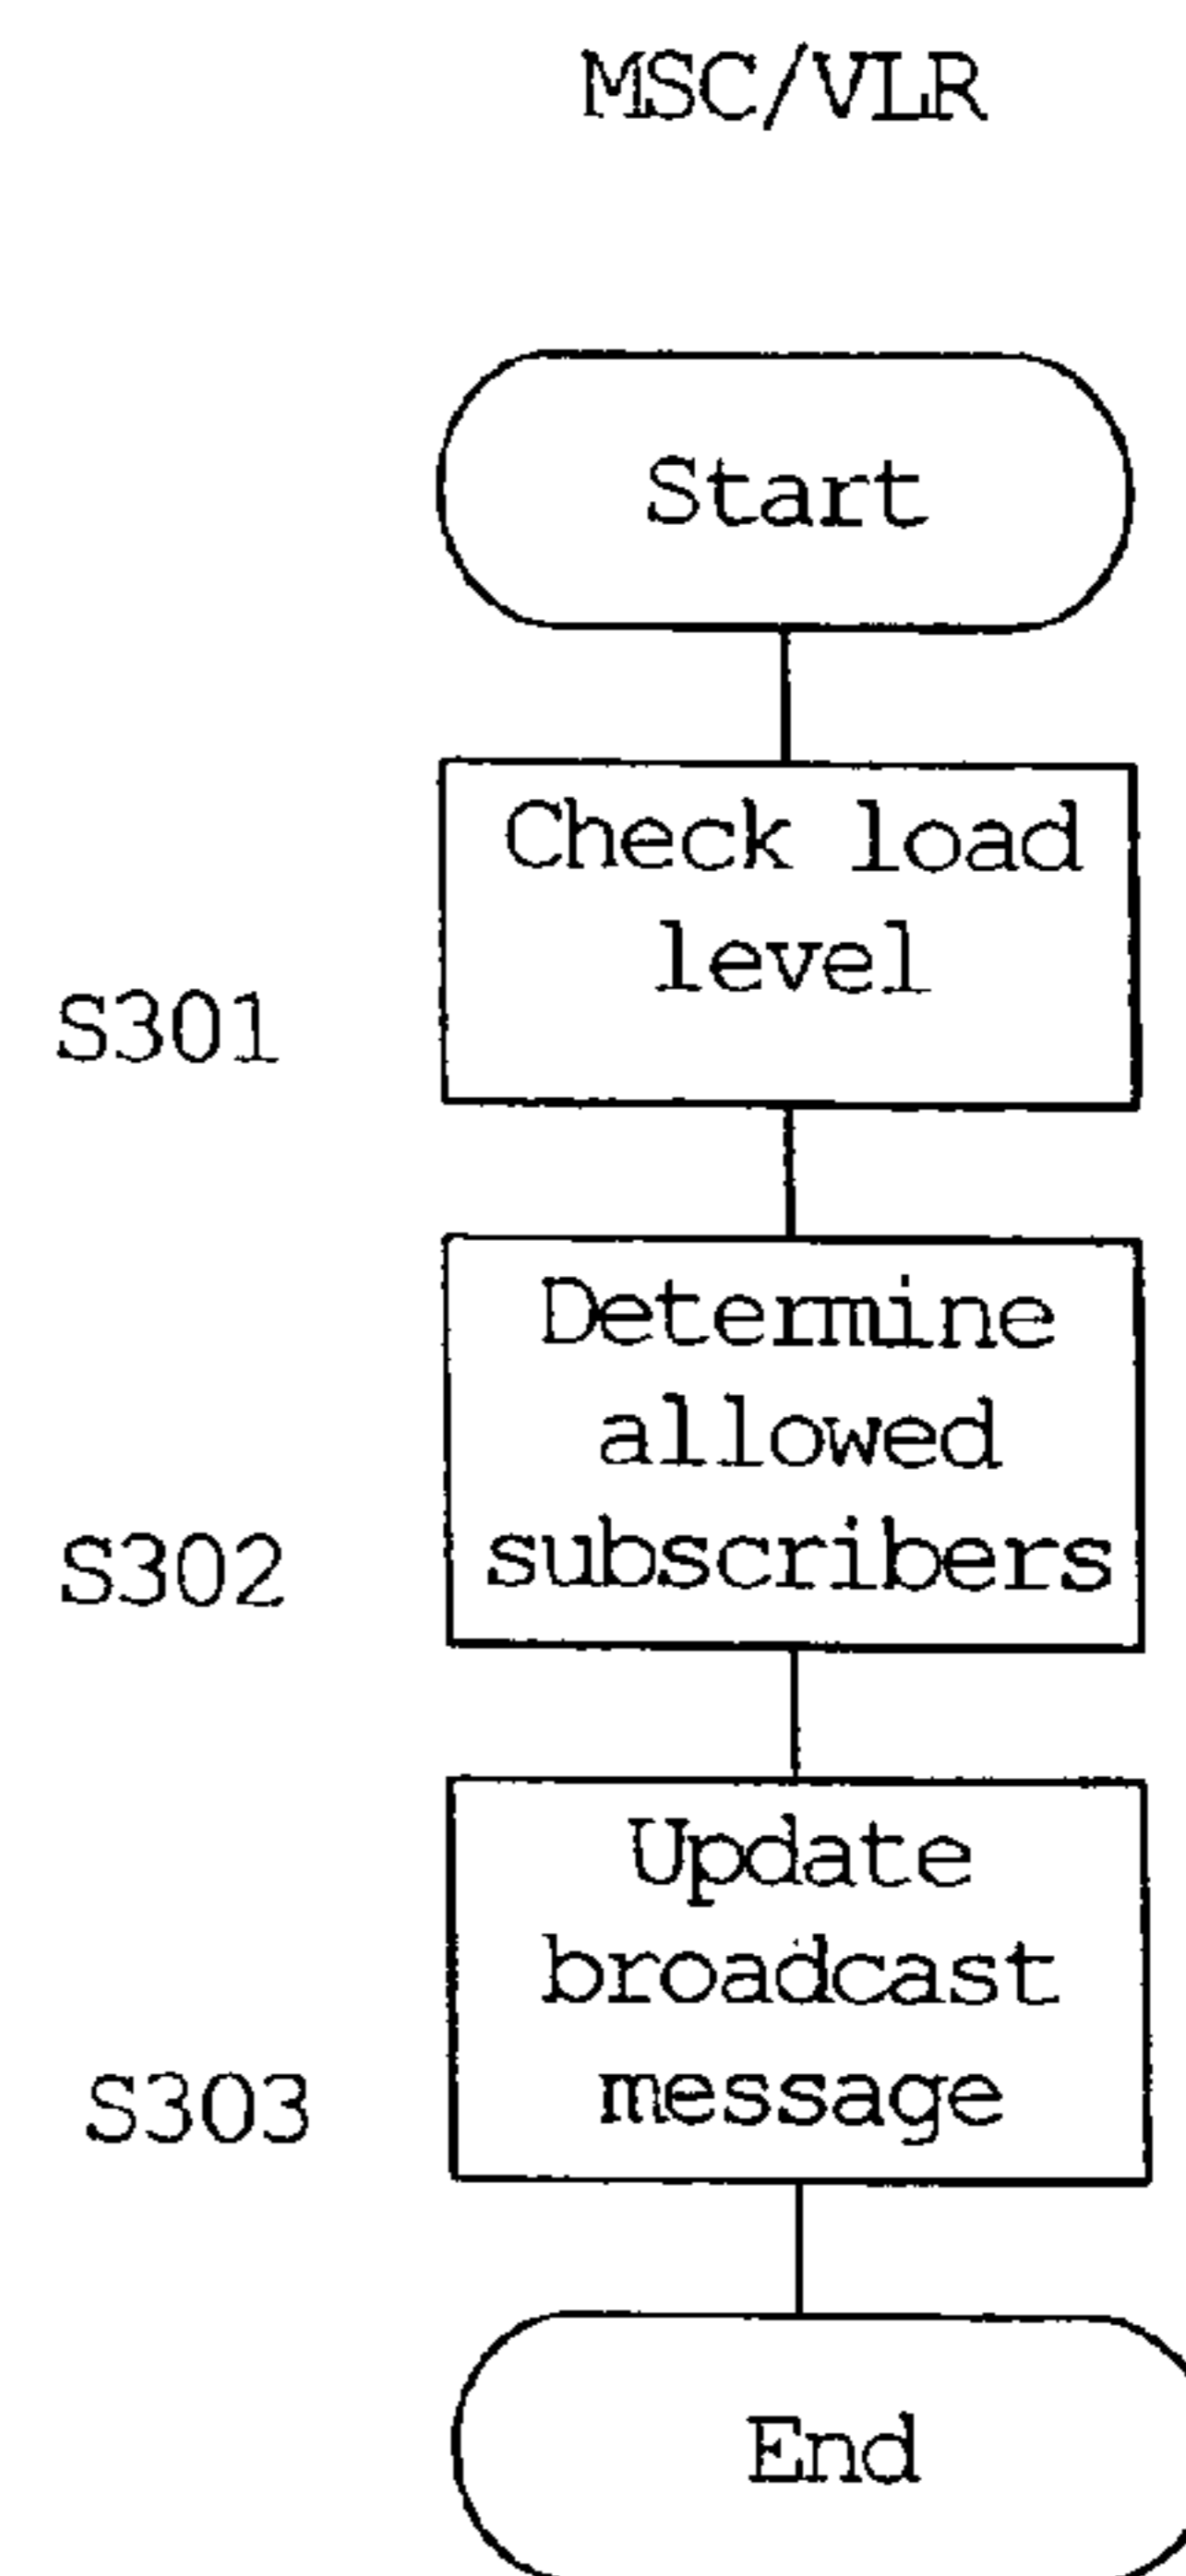 MSC/VLR
Start
Check load
level
S301
Determine
allowed
subscribers
S302
Update
broadcast
message
S303
End